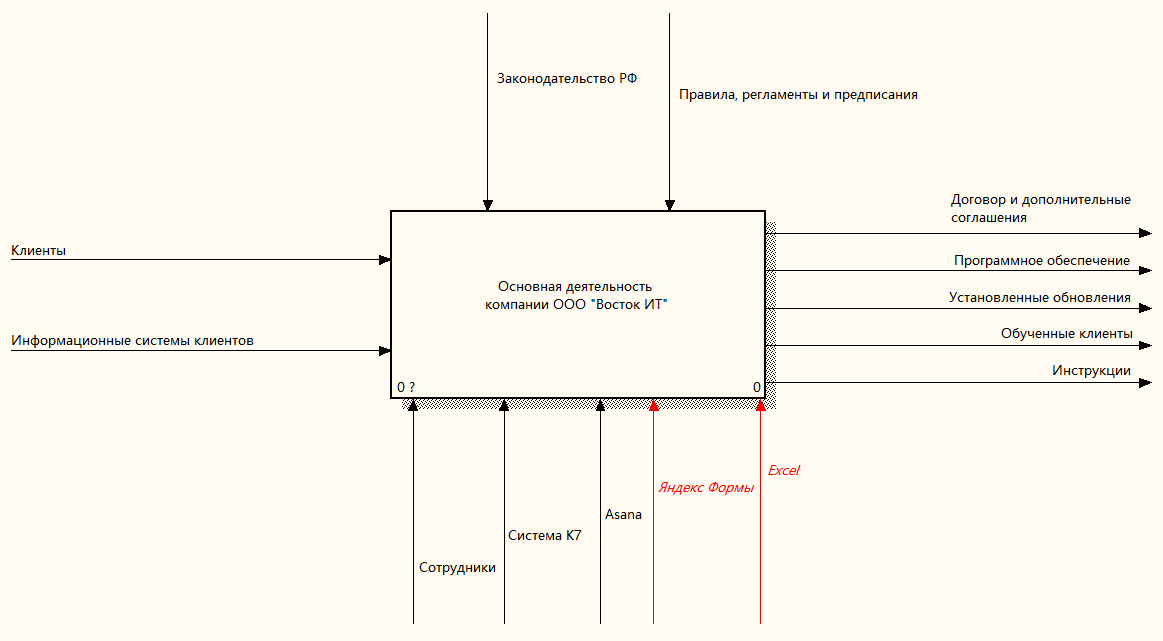 Законодательство РФ
Правила, регламенты и предписания
Договор и дополнительные
соглашения
Клиенты
Программное обеспечение
Основная деятельность
компании ООО "Восток ИТ"
Установленные обновления
Информационные системы клиентов
Обученные клиенты
Инструкции
0 ?
0
Excel
Яндекс Формы
Asana
Система К7
Сотрудники